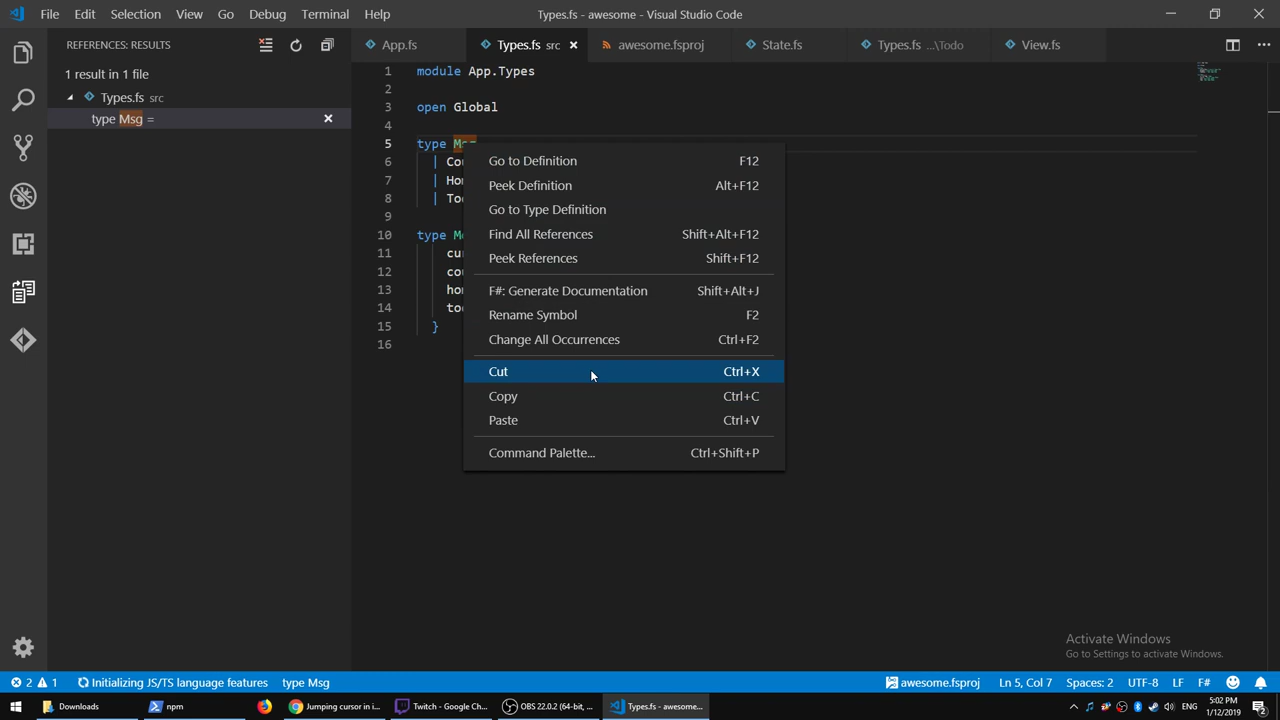 File Edit Selection View Go Debug Terminal Help
Types.fs - awesome - Visual Studio Code
REFERENCES: RESULTS
App.fs
Types.fs src
awesome.fsproj
State.fs
Types.fs ...\Todo
View.fs
1 result in 1 file
Types.fs src
type Msg =
1 module App.Types
2
3 open Global
4
5 type Msg
6 |
7 |
8 |
9
10 type
11
12
13
14
15 }
16
Go to Definition F12
Peek Definition Alt+F12
Go to Type Definition
Find All References Shift+Alt+F12
Peek References Shift+F12
F#: Generate Documentation Shift+Alt+J
Rename Symbol F2
Change All Occurrences Ctrl+F2
Cut Ctrl+X
Copy Ctrl+C
Paste Ctrl+V
Command Palette... Ctrl+Shift+P
Activate Windows
Go to Settings to activate Windows.
2 1 Initializing JS/TS language features type Msg
awesome.fsproj Ln 5, Col 7 Spaces: 2 UTF-8 LF F#
Downloads
npm
Jumping cursor in i...
Twitch - Google Ch...
OBS 22.0.2 (64-bit, ...
Types.fs - awesome...
ENG
5:02 PM
1/12/2019
2